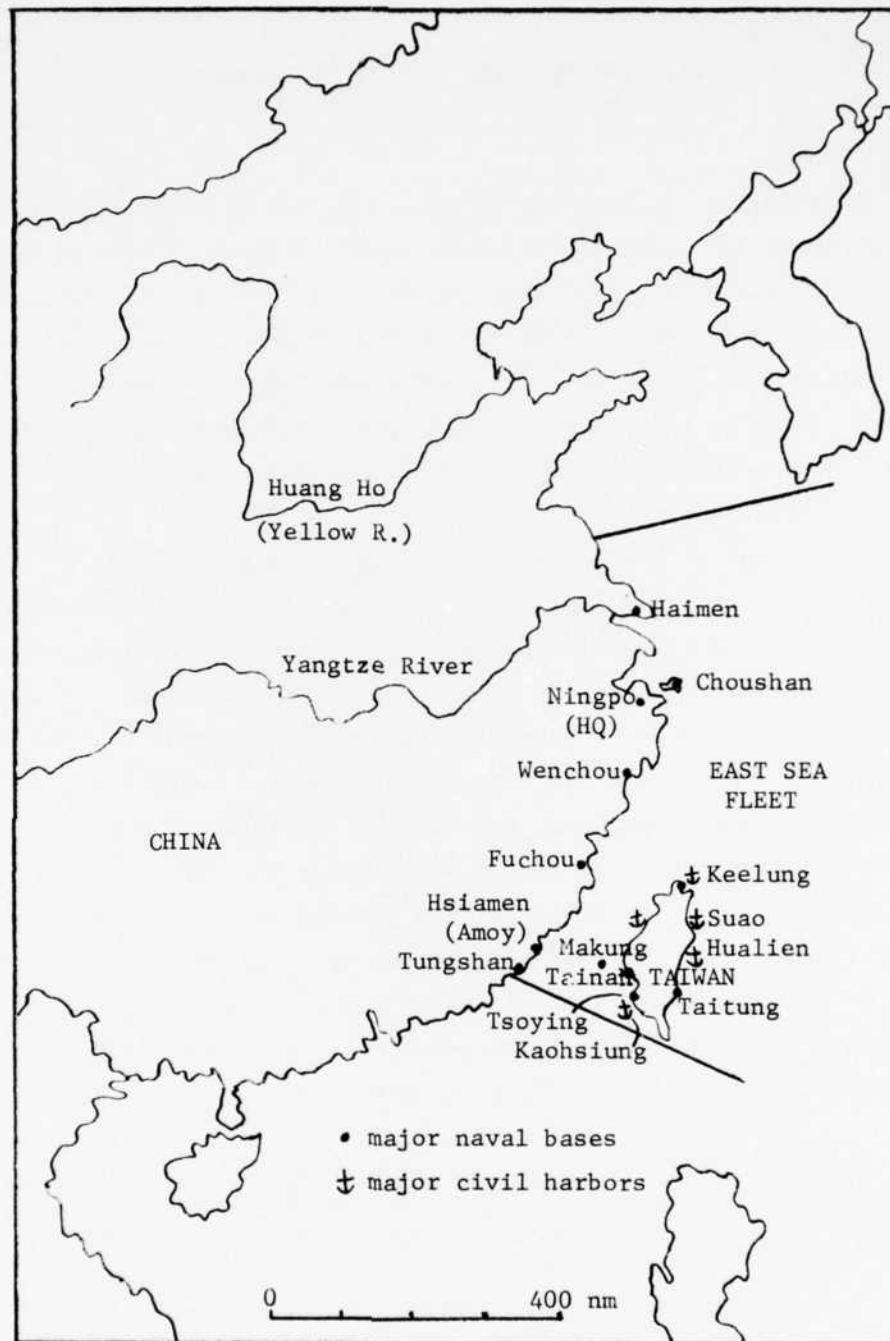 Huang Ho
(Yellow R.)
Haimen
Yangtze River
Choushan
Ningpo
(HQ)
Wenchou
EAST SEA
FLEET
CHINA
Fuchou
Keelung
Hsiamen
(Amoy)
Suao
Makung
Hualien
Tungshan
Tainan
TAIWAN
Taitung
Tsoying
Kaohsiung
major naval bases
major civil harbors
0
400 nm